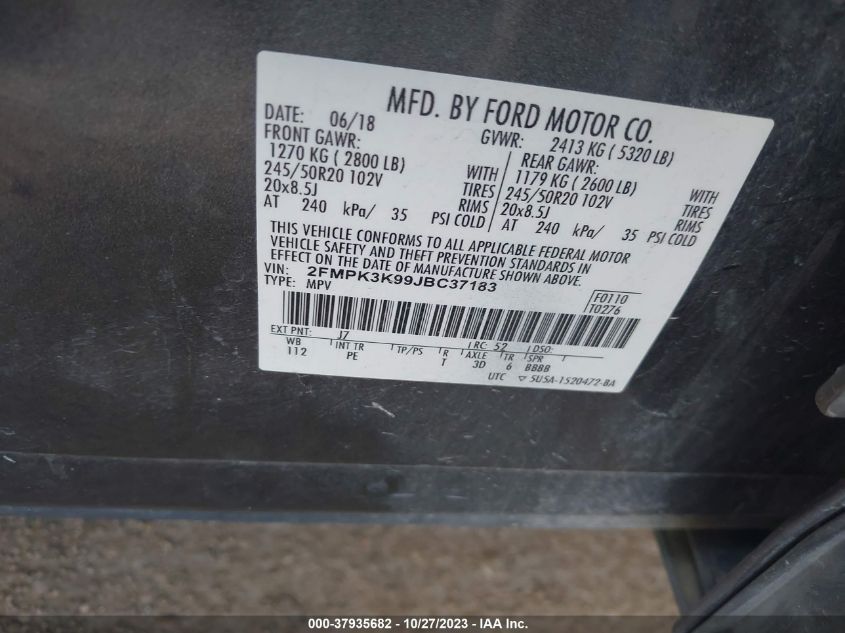 MFD. BY FORD MOTOR CO.
DATE: 06/18 GVWR: 2413 KG ( 5320 LB)
FRONT GAWR: REAR GAWR:
1270 KG ( 2800 LB) WITH 1179 KG ( 2600 LB) WITH
245/50R20 102V TIRES 245/50R20 102V TIRES
20x8.5J RIMS 20x8.5J RIMS
AT 240 kPa/ 35 PSI COLD AT 240 kPa/ 35 PSI COLD
THIS VEHICLE CONFORMS TO ALL APPLICABLE FEDERAL MOTOR
VEHICLE SAFETY AND THEFT PREVENTION STANDARDS IN
EFFECT ON THE DATE OF MANUFACTURE SHOWN ABOVE.
VIN: 2FMPK3K99JBC37183
TYPE: MPV
F0110
T0276
EXT PNT: J7 RC: 52 DSO:
WB INT TR TP/PS R AXLE TR SPR
112 PE T 3D 6 BBBB
UTC ▽ 5USA-1520472-BA
000-37935682 - 10/27/2023 - IAA Inc.